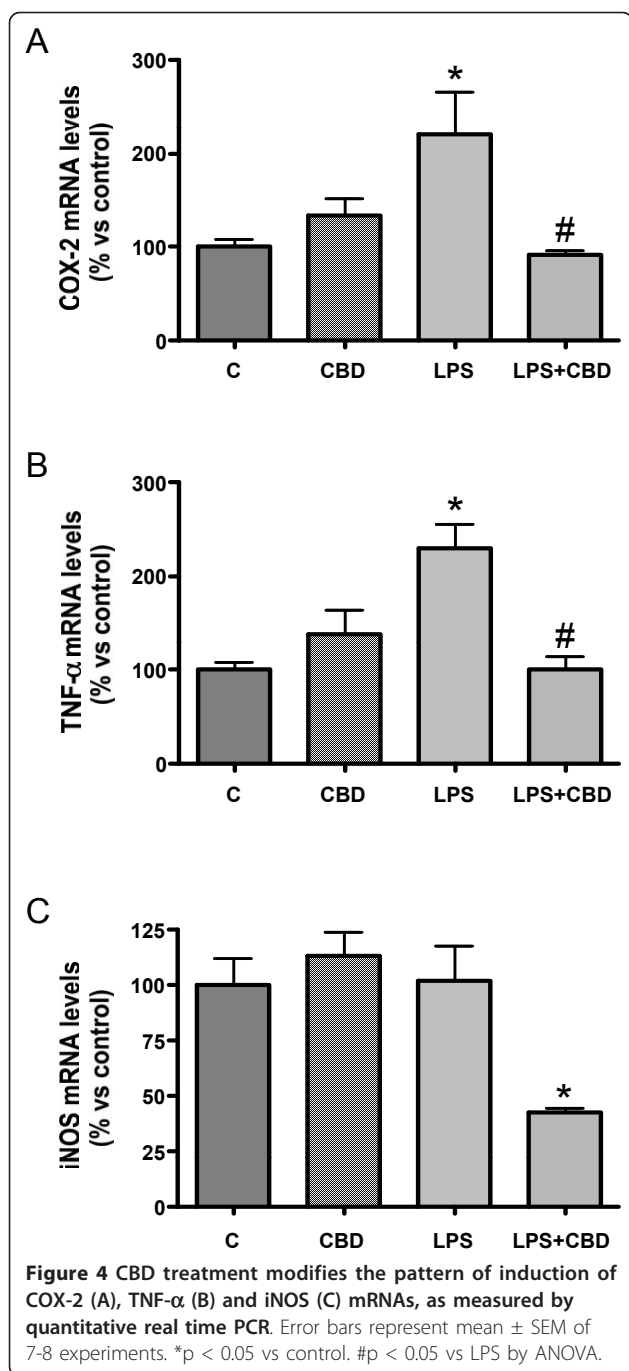 A
COX-2 mRNA levels
(% vs control)
300
200
100
0
*
#
C CBD LPS LPS+CBD
B
TNF-α mRNA levels
(% vs control)
300
200
100
0
*
#
C CBD LPS LPS+CBD
C
iNOS mRNA levels
(% vs control)
125
100
75
50
25
0
*
C CBD LPS LPS+CBD
Figure 4 CBD treatment modifies the pattern of induction of
COX-2 (A), TNF-α (B) and iNOS (C) mRNAs, as measured by
quantitative real time PCR. Error bars represent mean ± SEM of
7-8 experiments. *p < 0.05 vs control. #p < 0.05 vs LPS by ANOVA.